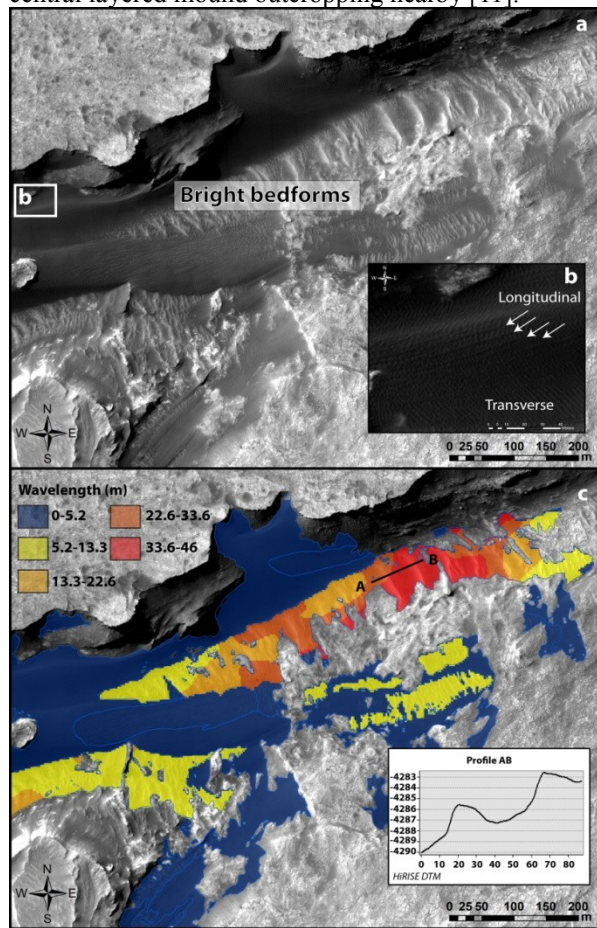 central layered mound outcropping nearby [11].
a
b
Bright bedforms
b
N
W E
S
Longitudinal
Transverse
N
W E
S
0 25 50 100 150 200
m
c
Wavelength (m)
0-5.2
22.6-33.6
5.2-13.3
33.6-46
13.3-22.6
A
B
Profile AB
-4283
-4284
-4285
-4286
-4287
-4288
-4289
-4290
0 10 20 30 40 50 60 70 80
HiRISE DTM
N
W E
S
0 25 50 100 150 200
m